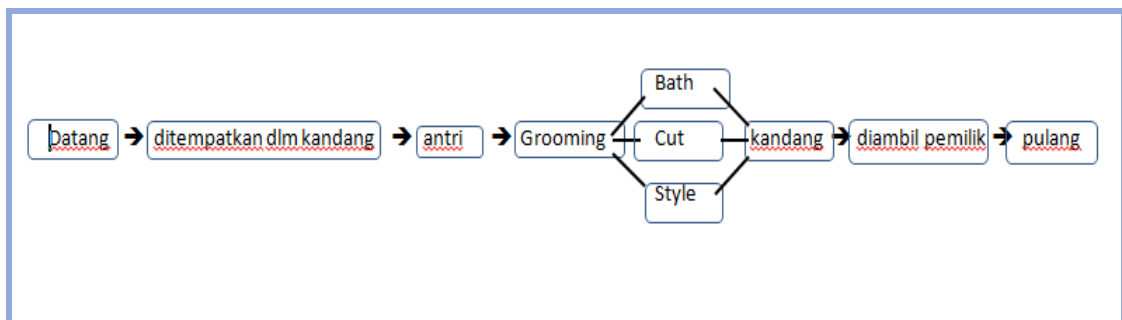 Datang
ditempatkan dlm kandang
antri
Grooming
Bath
Cut
Style
kandang
diambil pemilik
pulang